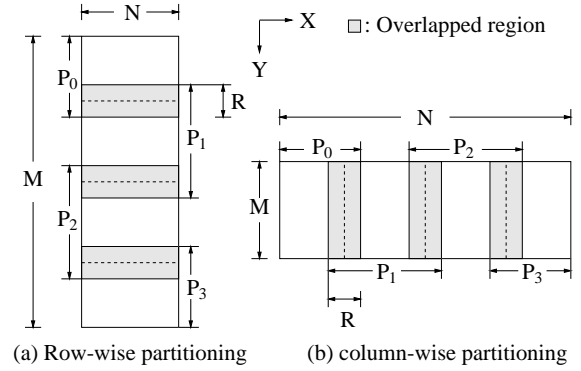 N
X
Y
: Overlapped region
P0
R
P1
M
P2
P3
(a) Row-wise partitioning
N
P0
P2
M
P1
P3
R
(b) column-wise partitioning